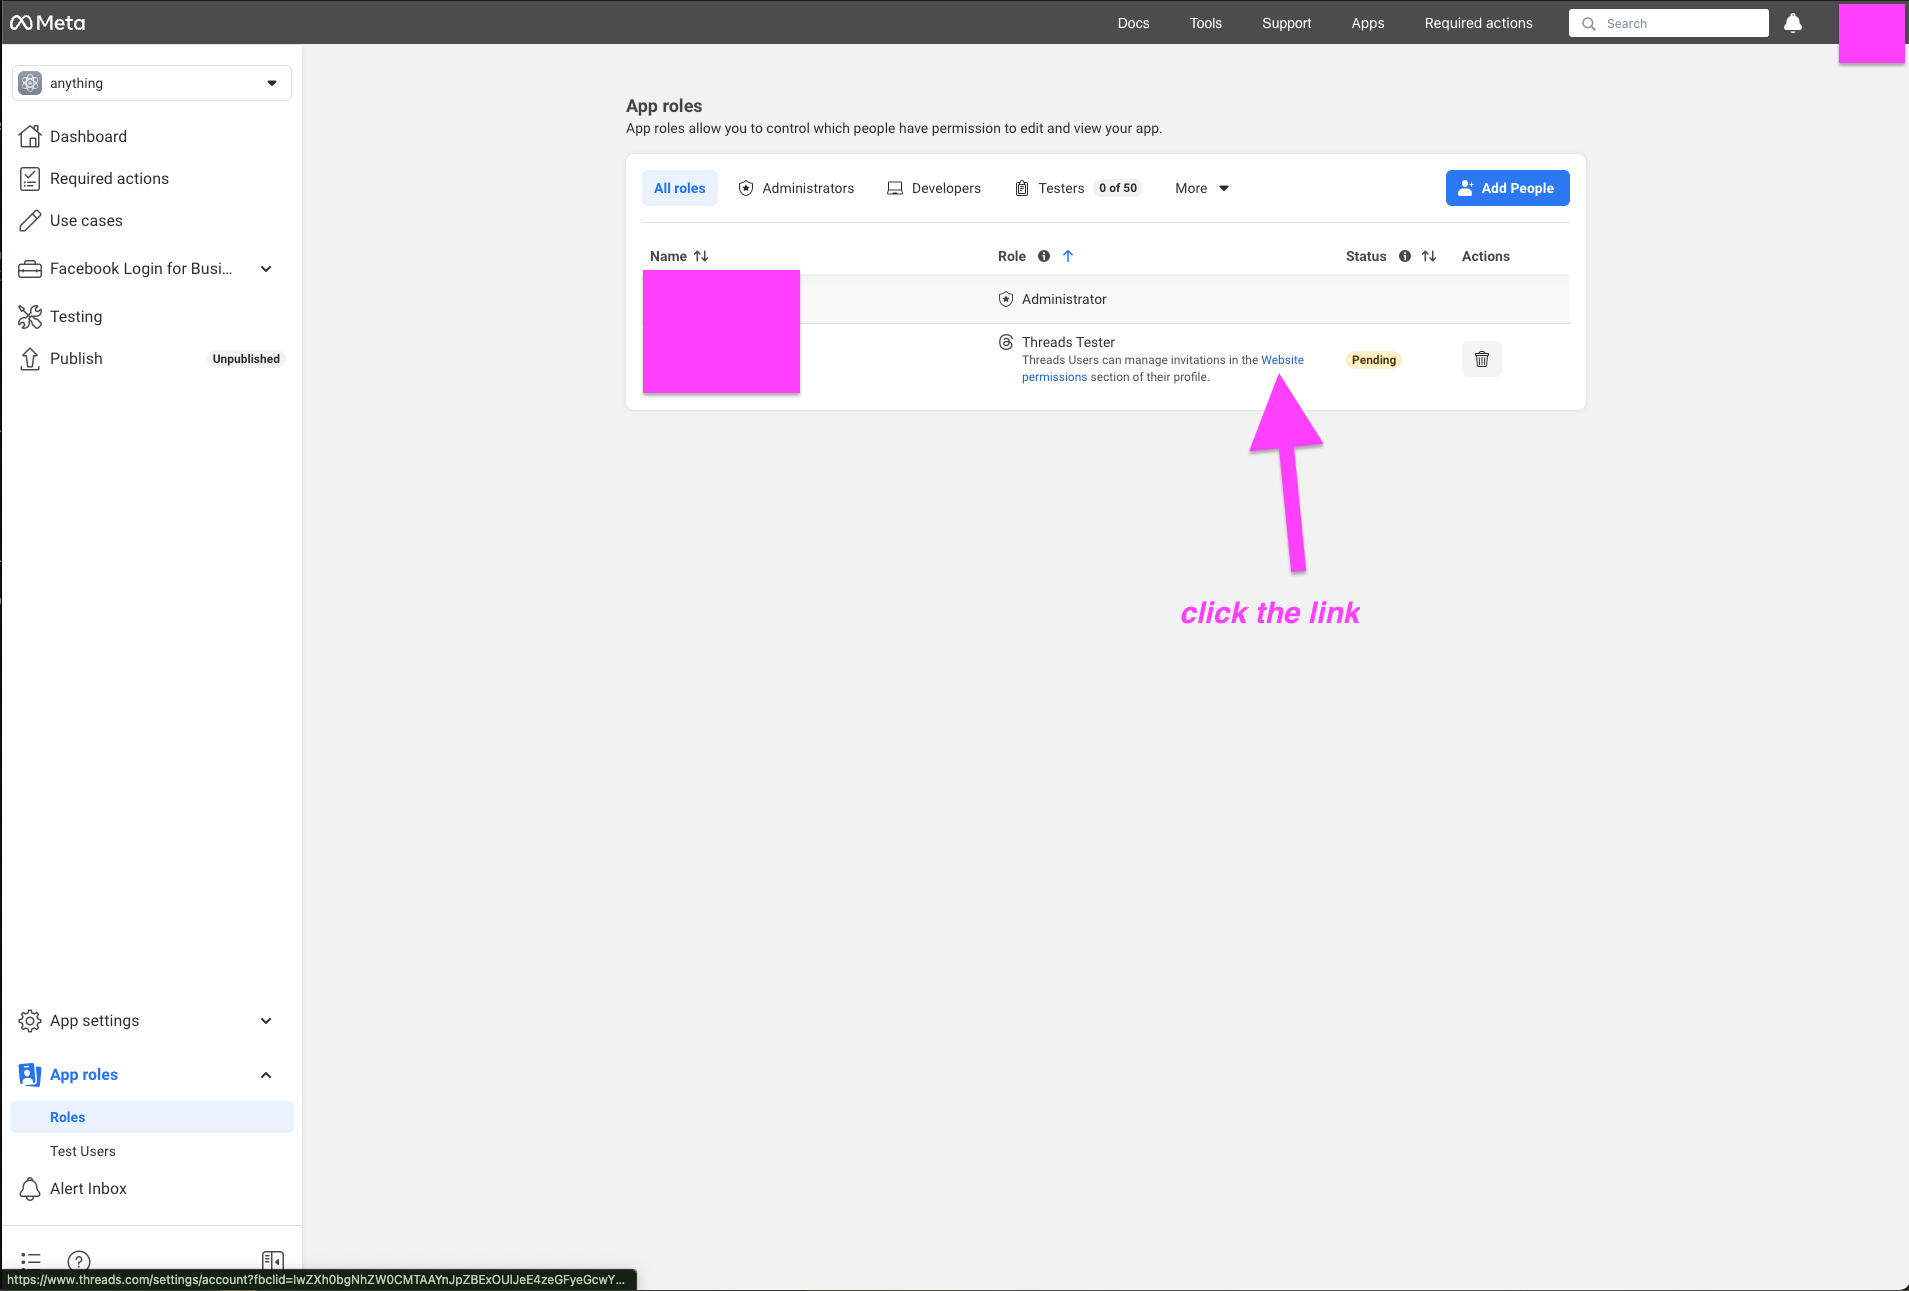 Meta
Docs
Tools
Support
Apps
Required actions
Search
anything
Dashboard
Required actions
Use cases
Facebook Login for Busi...
Testing
Publish
Unpublished
App roles
App roles allow you to control which people have permission to edit and view your app.
All roles
Administrators
Developers
Testers
0 of 50
More
Add People
Name
Role
Status
Actions
Administrator
Threads Tester
Threads Users can manage invitations in the Website
permissions section of their profile.
Pending
click the link
App settings
App roles
Roles
Test Users
Alert Inbox
https://www.threads.com/settings/account?fbclid=IwZXh0bgNhZW0CMTAAYnJpZBExOUlJeE4zeGFyeGcwY...